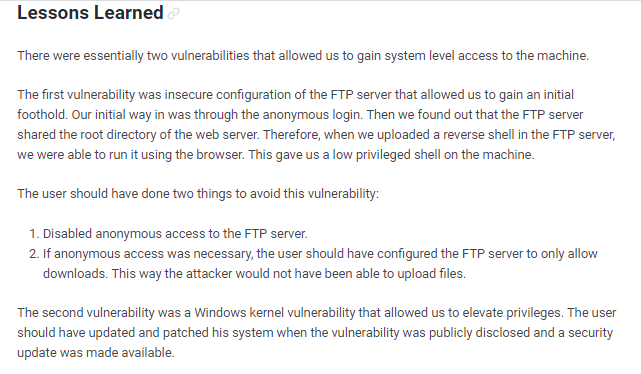 Lessons Learned
There were essentially two vulnerabilities that allowed us to gain system level access to the machine.
The first vulnerability was insecure configuration of the FTP server that allowed us to gain an initial
foothold. Our initial way in was through the anonymous login. Then we found out that the FTP server
shared the root directory of the web server. Therefore, when we uploaded a reverse shell in the FTP server,
we were able to run it using the browser. This gave us a low privileged shell on the machine.
The user should have done two things to avoid this vulnerability:
1. Disabled anonymous access to the FTP server.
2. If anonymous access was necessary, the user should have configured the FTP server to only allow
downloads. This way the attacker would not have been able to upload files.
The second vulnerability was a Windows kernel vulnerability that allowed us to elevate privileges. The user
should have updated and patched his system when the vulnerability was publicly disclosed and a security
update was made available.